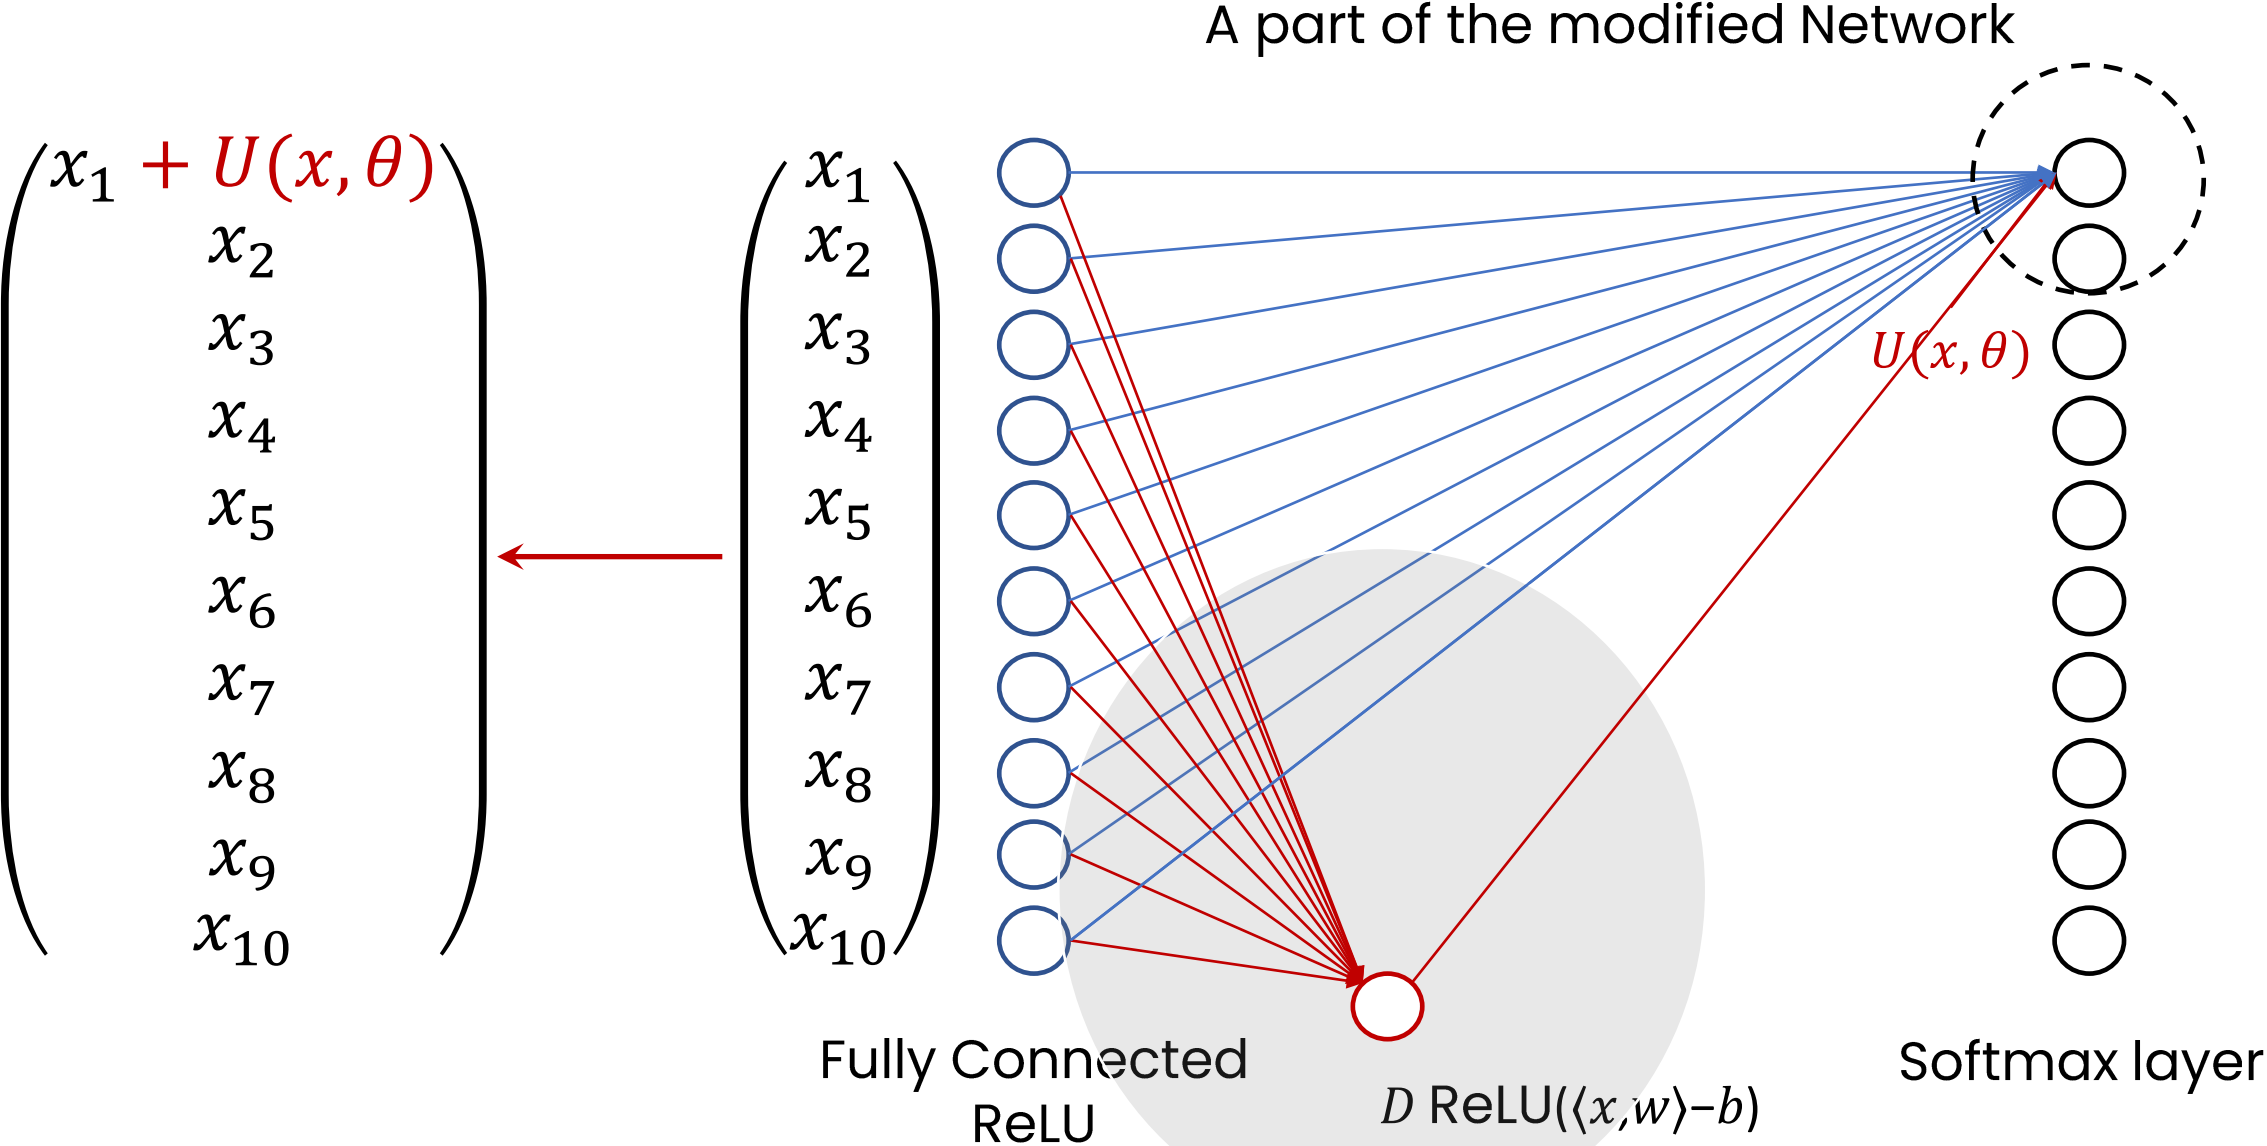 A part of the modified Network
x₁ + U(x, θ)
x₂
x₃
x₄
x₅
x₆
x₇
x₈
x₉
x₁₀
x₁
x₂
x₃
x₄
x₅
x₆
x₇
x₈
x₉
x₁₀
U(x, θ)
Fully Connected
ReLU
D ReLU(⟨x,w⟩−b)
Softmax layer